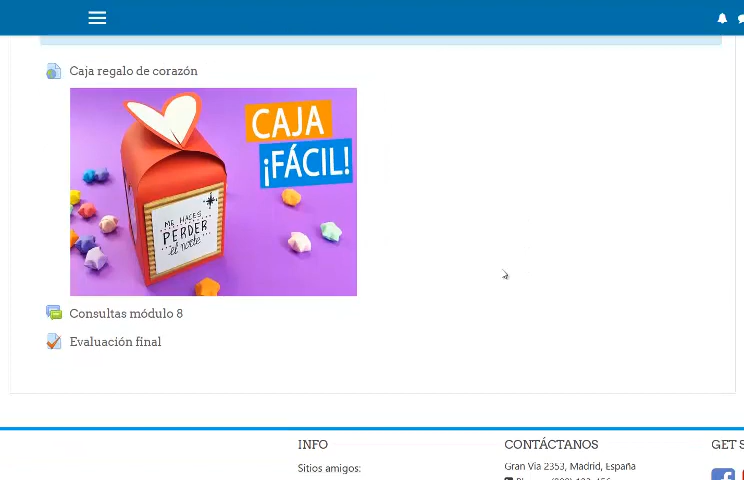 Caja regalo de corazón
CAJA
¡FÁCIL!
ME HACES
PERDER
el norte
Consultas módulo 8
Evaluación final
INFO
CONTÁCTANOS
GET S
Sitios amigos:
Gran Vía 2353, Madrid, España